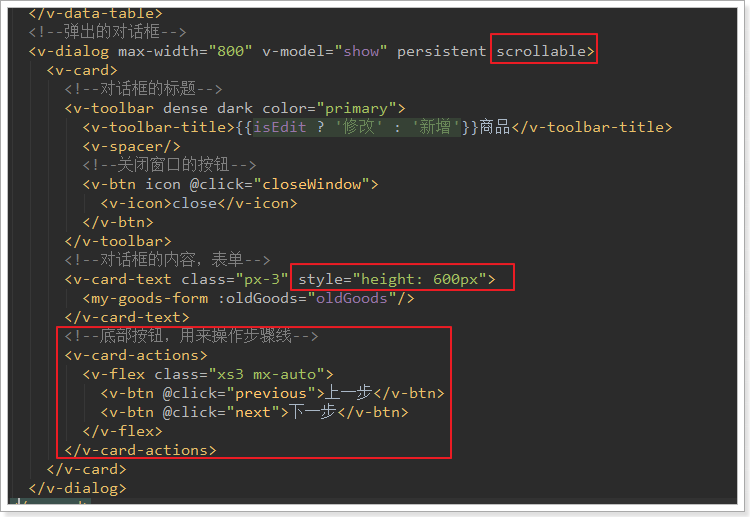 </v-data-table>
<!--弹出的对话框-->
<v-dialog max-width="800" v-model="show" persistent scrollable>
<v-card>
<!--对话框的标题-->
<v-toolbar dense dark color="primary">
<v-toolbar-title>{{isEdit ? '修改' : '新增'}}商品</v-toolbar-title>
<v-spacer/>
<!--关闭窗口的按钮-->
<v-btn icon @click="closeWindow">
<v-icon>close</v-icon>
</v-btn>
</v-toolbar>
<!--对话框的内容，表单-->
<v-card-text class="px-3" style="height: 600px">
<my-goods-form :oldGoods="oldGoods"/>
</v-card-text>
<!--底部按钮，用来操作步骤线-->
<v-card-actions>
<v-flex class="xs3 mx-auto">
<v-btn @click="previous">上一步</v-btn>
<v-btn @click="next">下一步</v-btn>
</v-flex>
</v-card-actions>
</v-card>
</v-dialog>